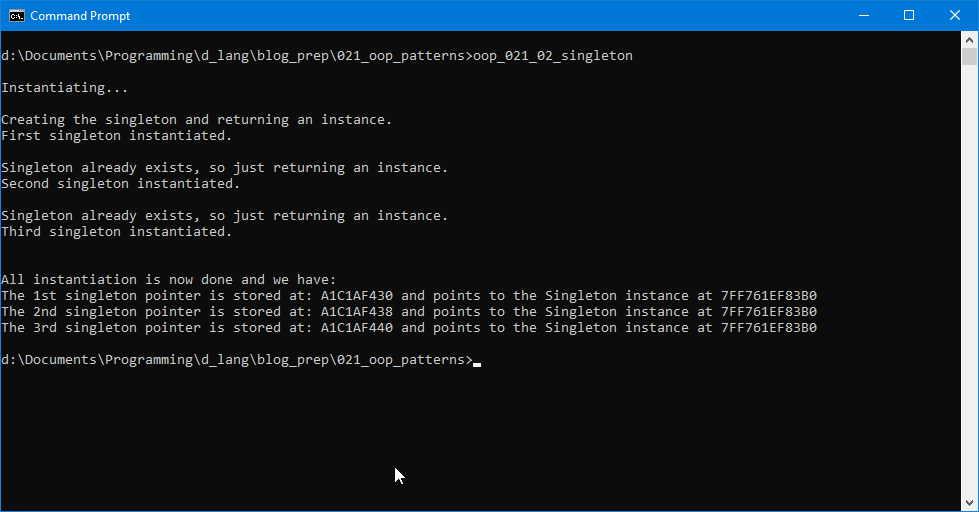 Command Prompt
d:\Documents\Programming\d_lang\blog_prep\021_oop_patterns>oop_021_02_singleton
Instantiating...
Creating the singleton and returning an instance.
First singleton instantiated.
Singleton already exists, so just returning an instance.
Second singleton instantiated.
Singleton already exists, so just returning an instance.
Third singleton instantiated.
All instantiation is now done and we have:
The 1st singleton pointer is stored at: A1C1AF430 and points to the Singleton instance at 7FF761EF83B0
The 2nd singleton pointer is stored at: A1C1AF438 and points to the Singleton instance at 7FF761EF83B0
The 3rd singleton pointer is stored at: A1C1AF440 and points to the Singleton instance at 7FF761EF83B0
d:\Documents\Programming\d_lang\blog_prep\021_oop_patterns>